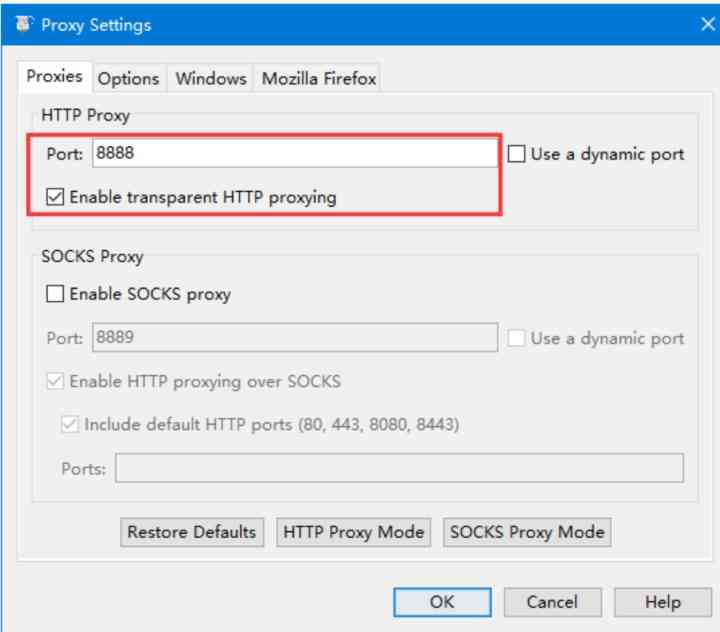 Proxy Settings
Proxies Options Windows Mozilla Firefox
HTTP Proxy
Port: 8888 Use a dynamic port
Enable transparent HTTP proxying
SOCKS Proxy
Enable SOCKS proxy
Port: 8889 Use a dynamic port
Enable HTTP proxying over SOCKS
Include default HTTP ports (80, 443, 8080, 8443)
Ports:
Restore Defaults HTTP Proxy Mode SOCKS Proxy Mode
OK Cancel Help